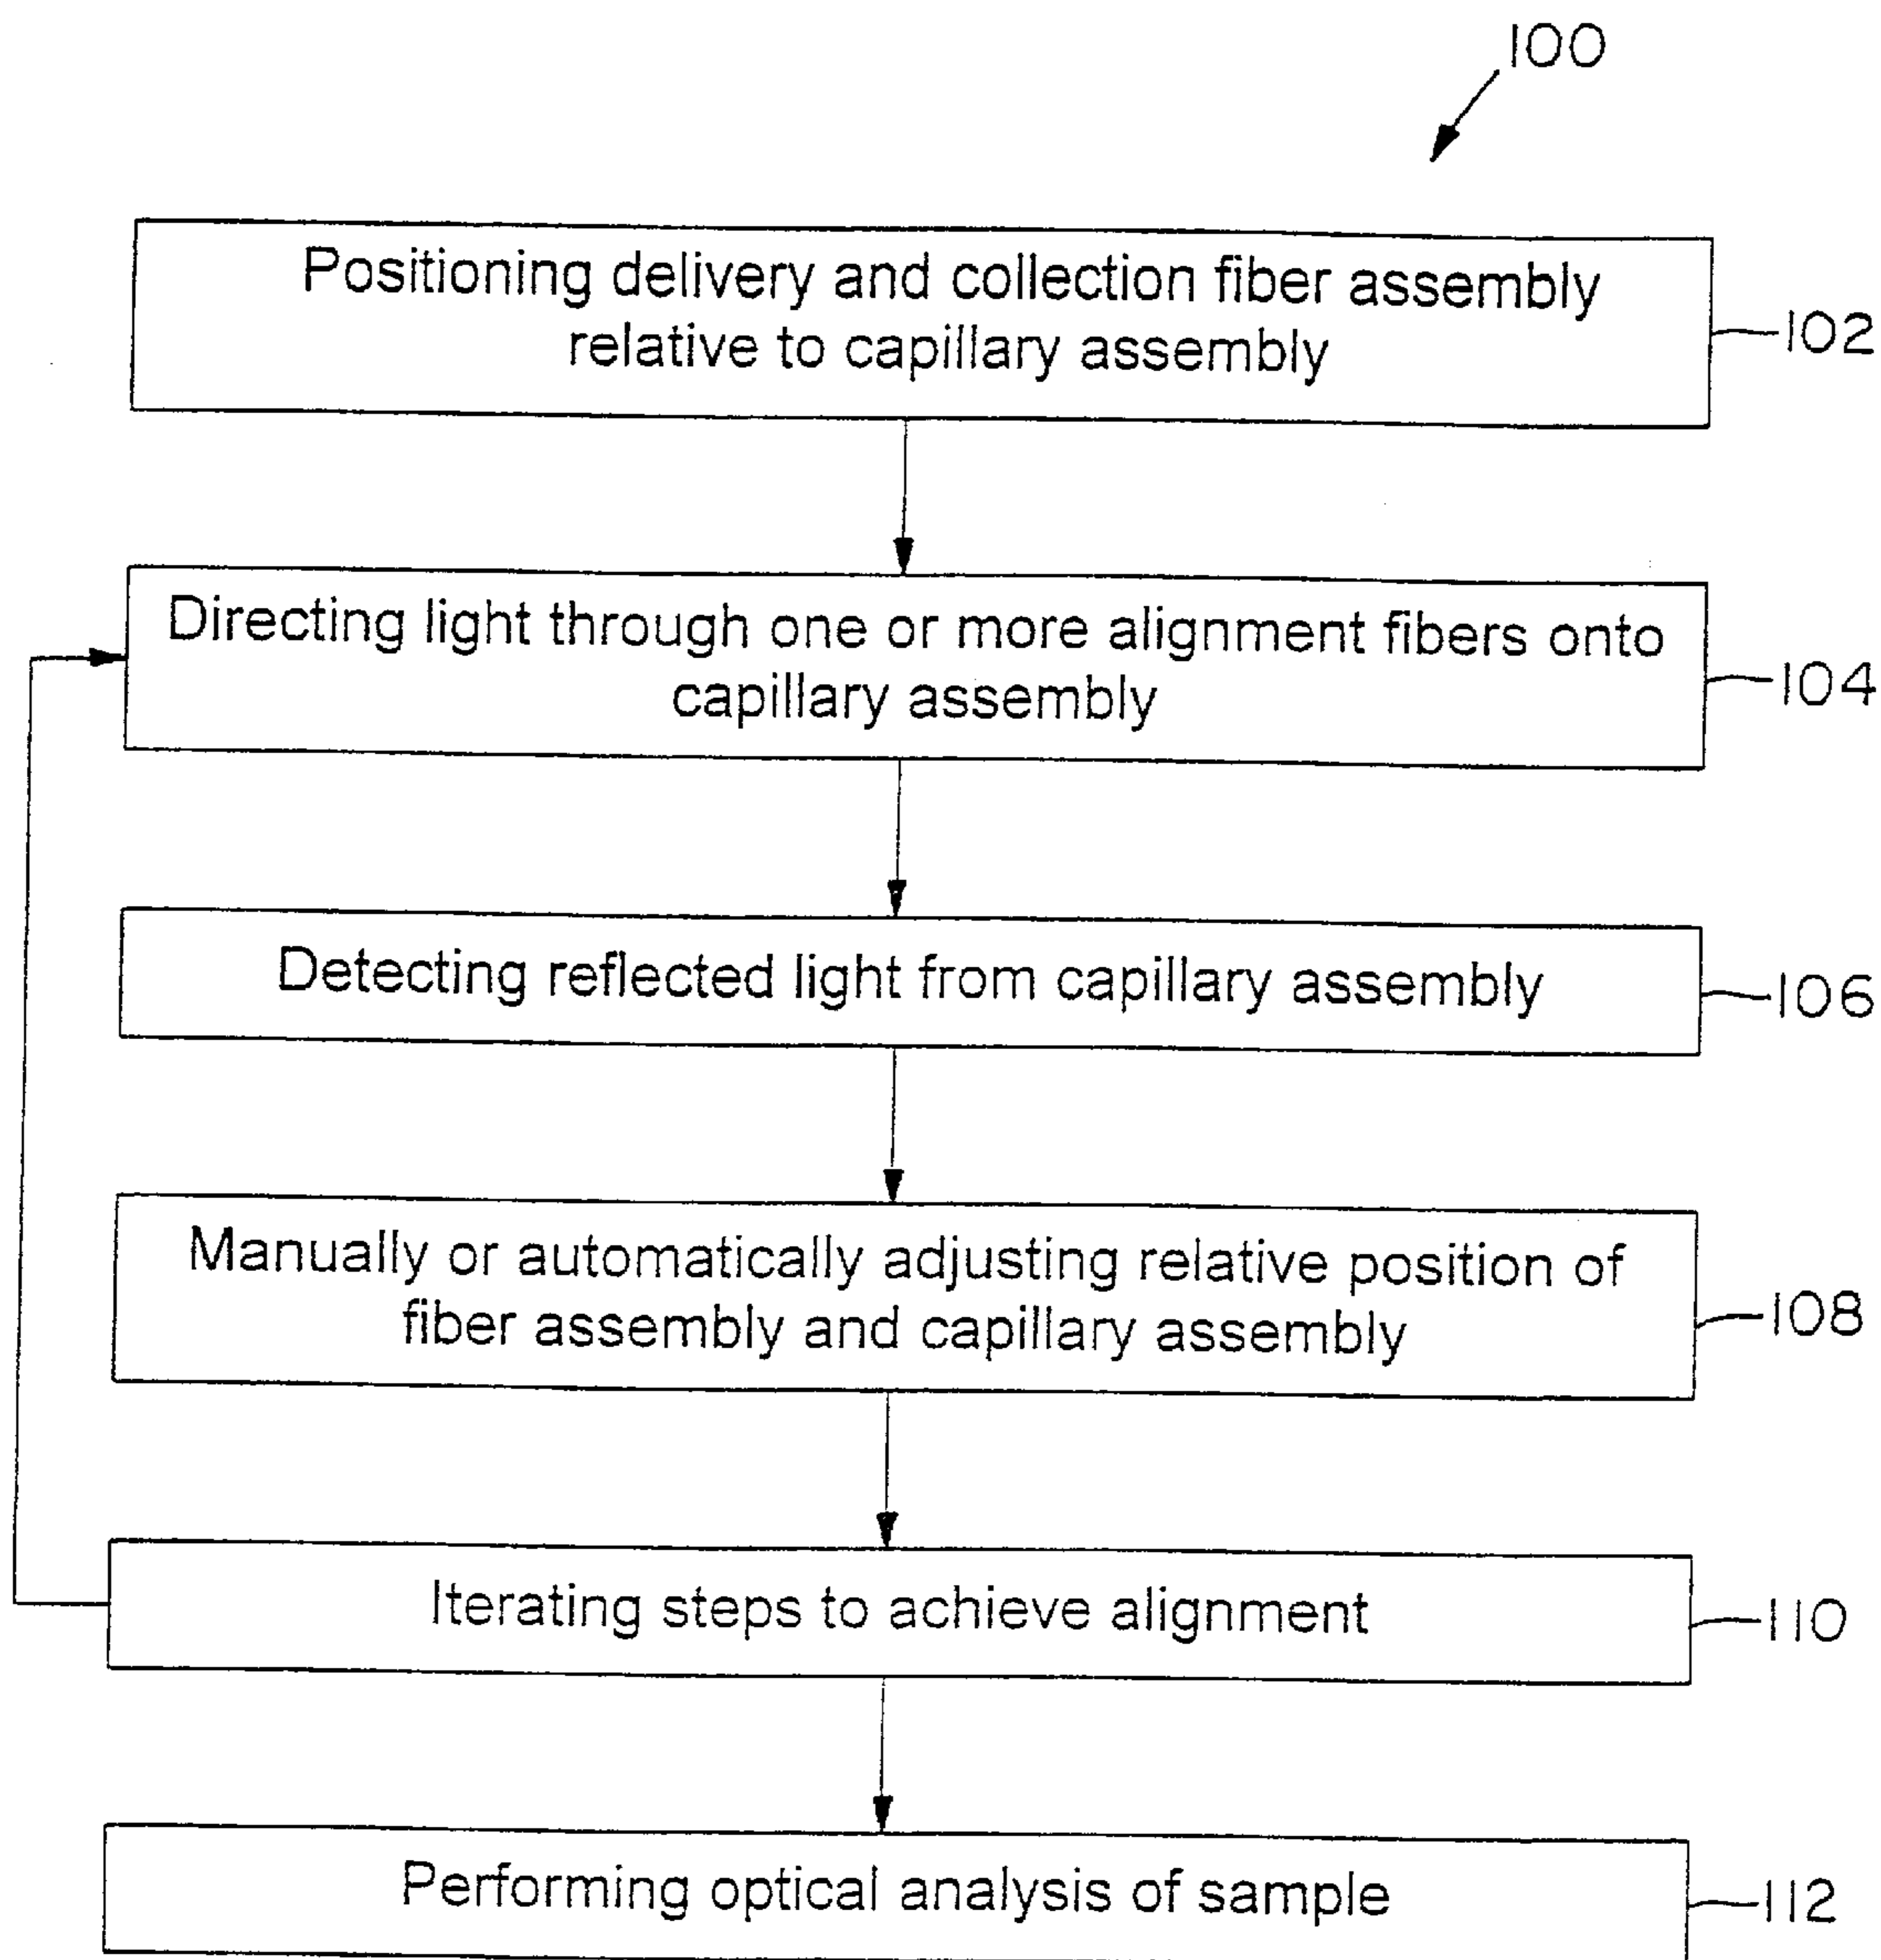 100
Positioning delivery and collection fiber assembly
relative to capillary assembly
102
Directing light through one or more alignment fibers onto
capillary assembly
104
Detecting reflected light from capillary assembly
106
Manually or automatically adjusting relative position of
fiber assembly and capillary assembly
108
Iterating steps to achieve alignment
110
Performing optical analysis of sample
112